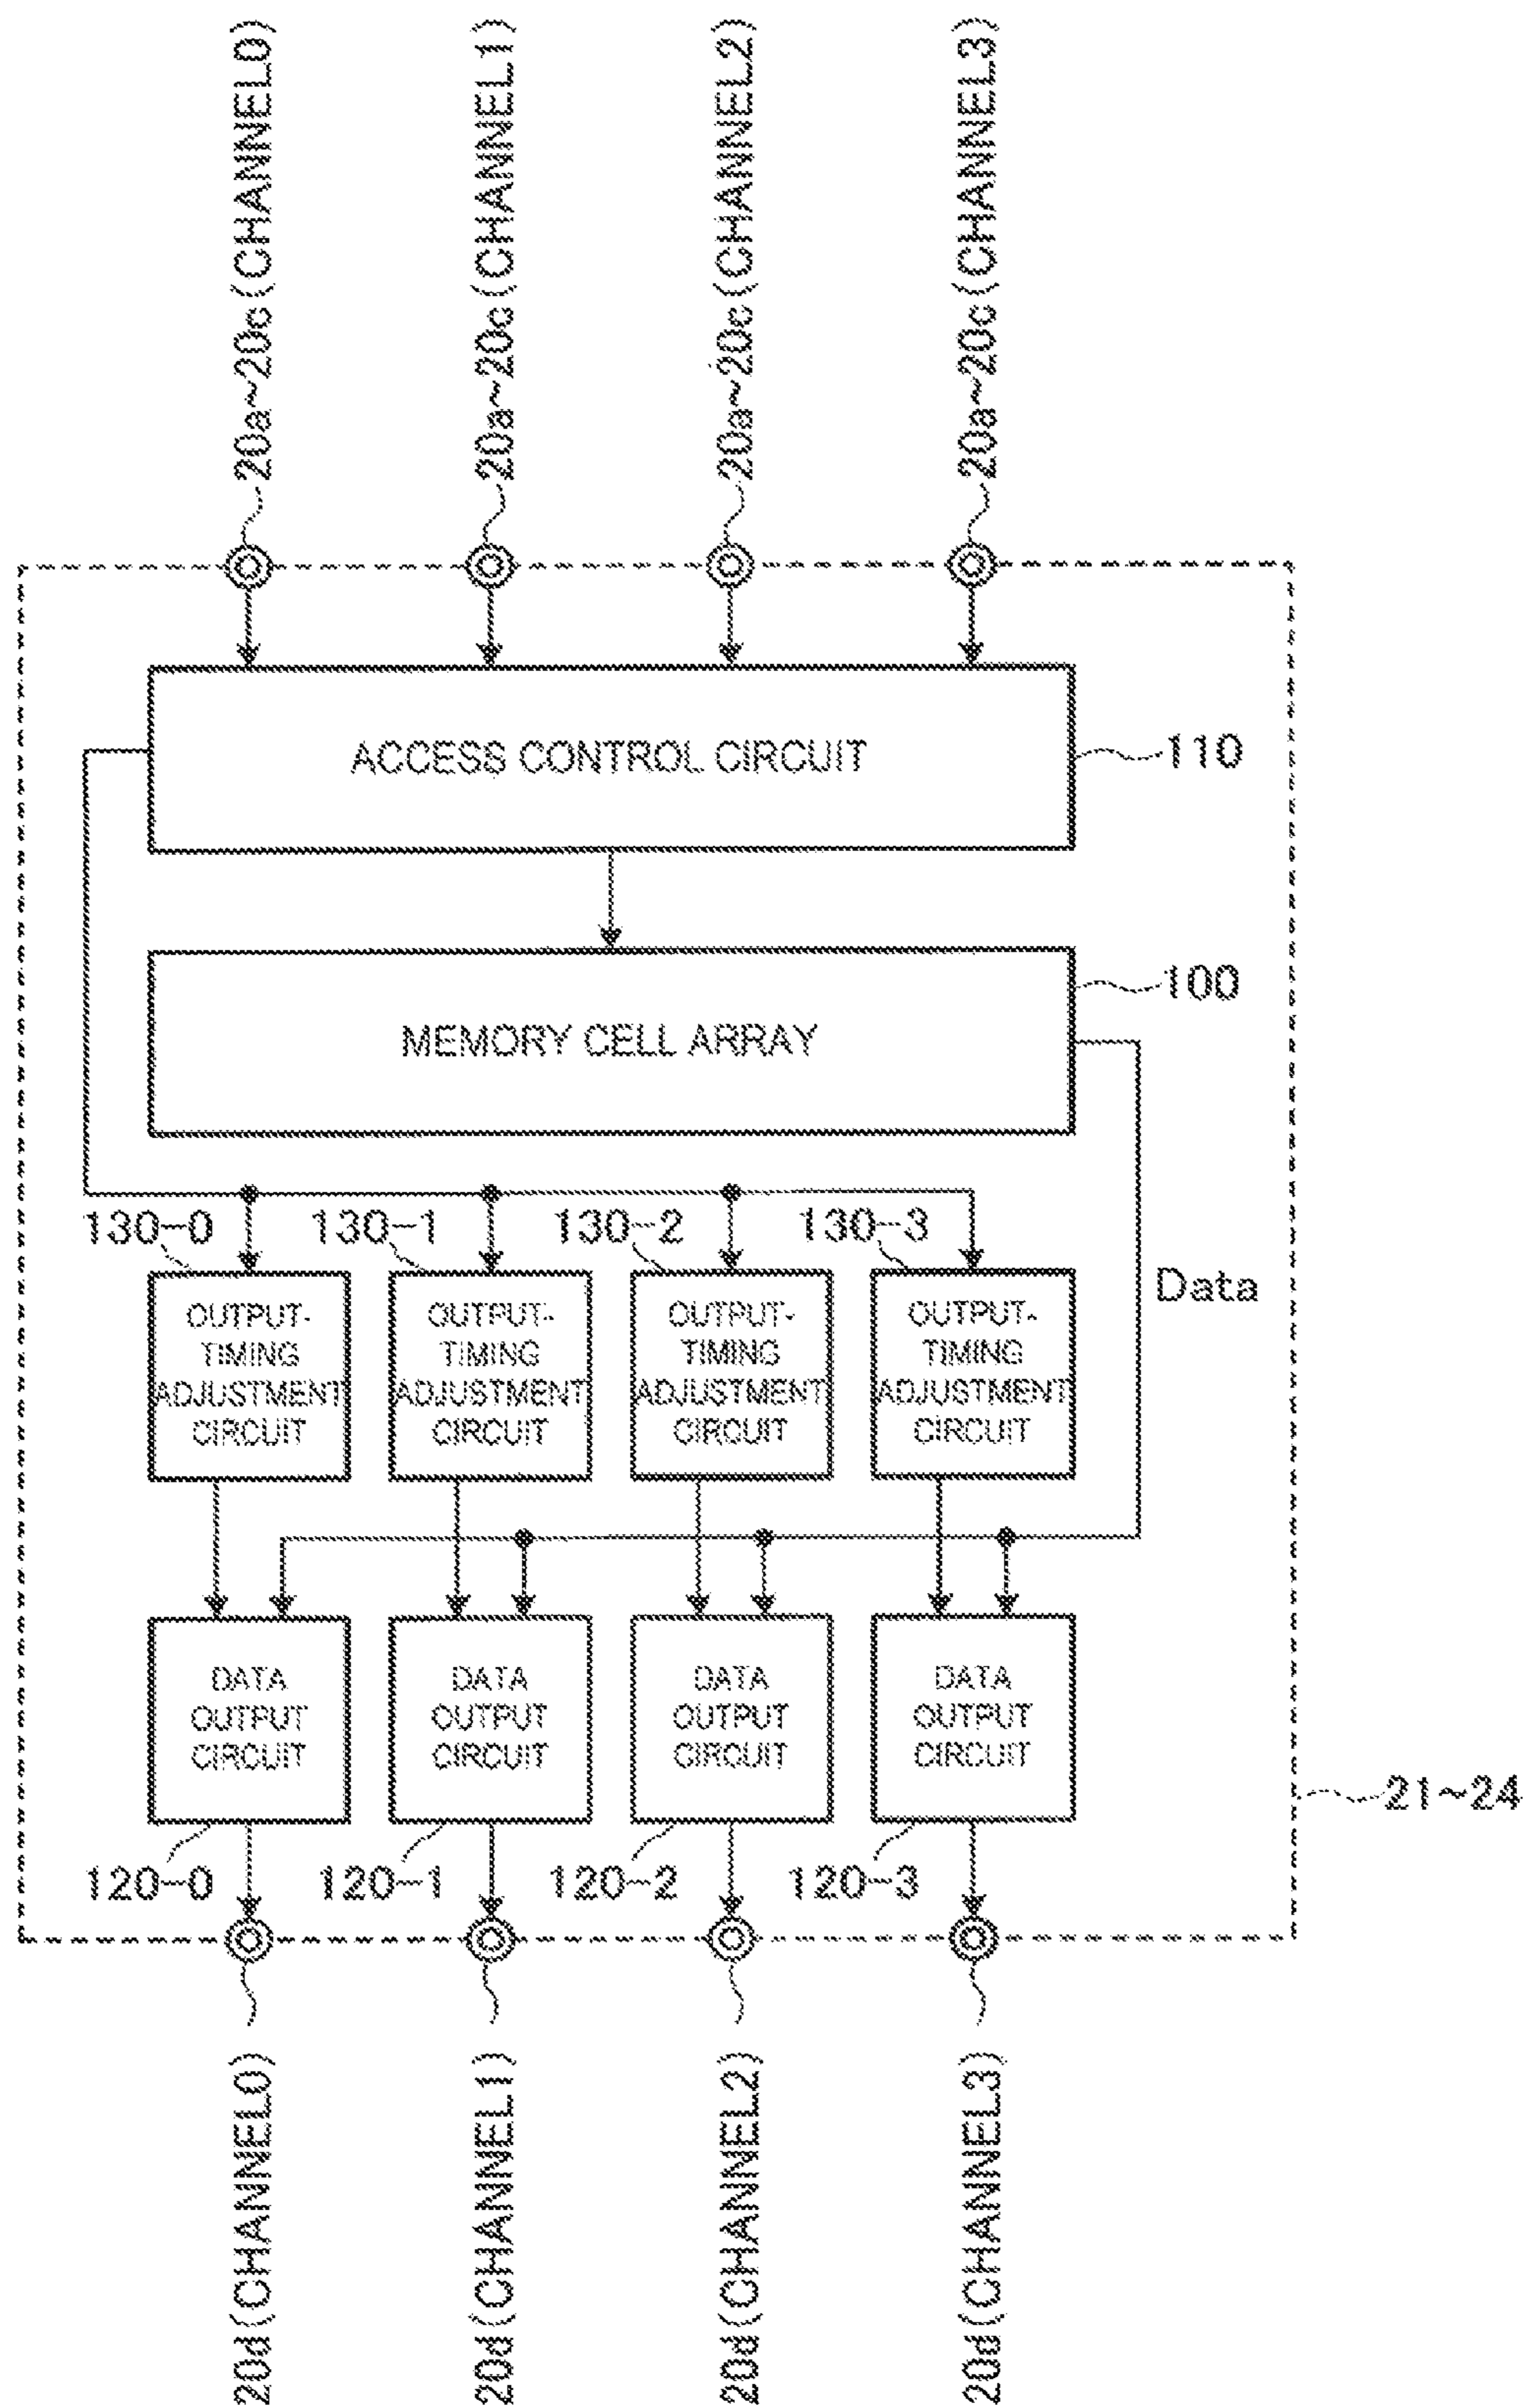 20a~20c(CHANNEL0)
20a~20c(CHANNEL1)
20a~20c(CHANNEL2)
20a~20c(CHANNEL3)
ACCESS CONTROL CIRCUIT
110
MEMORY CELL ARRAY
100
130-0
130-1
130-2
130-3
Data
OUTPUT-
TIMING
ADJUSTMENT
CIRCUIT
OUTPUT-
TIMING
ADJUSTMENT
CIRCUIT
OUTPUT-
TIMING
ADJUSTMENT
CIRCUIT
OUTPUT-
TIMING
ADJUSTMENT
CIRCUIT
DATA
OUTPUT
CIRCUIT
DATA
OUTPUT
CIRCUIT
DATA
OUTPUT
CIRCUIT
DATA
OUTPUT
CIRCUIT
21~24
120-0
120-1
120-2
120-3
20d(CHANNEL0)
20d(CHANNEL1)
20d(CHANNEL2)
20d(CHANNEL3)